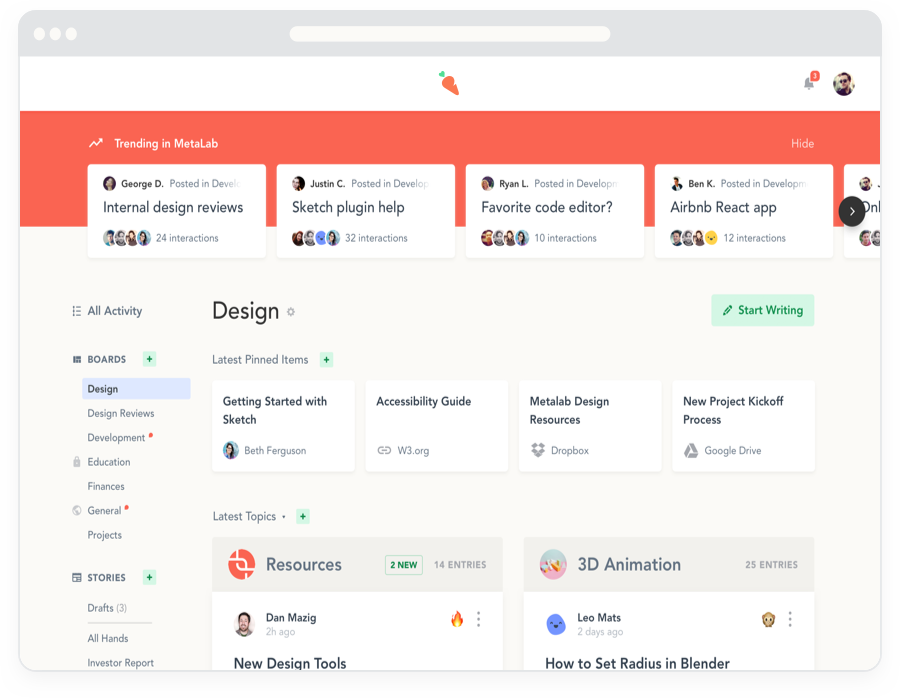 3
Trending in MetaLab
Hide
George D. Posted in Devel
Internal design reviews
24 interactions
Justin C. Posted in Develop
Sketch plugin help
32 interactions
Ryan L. Posted in Developm
Favorite code editor?
10 interactions
Ben K. Posted in Developm
Airbnb React app
12 interactions
All Activity
BOARDS +
Design
Design Reviews
Development
Education
Finances
General
Projects
STORIES +
Drafts (3)
All Hands
Investor Report
Design
Start Writing
Latest Pinned Items +
Getting Started with
Sketch
Beth Ferguson
Accessibility Guide
W3.org
Metalab Design
Resources
Dropbox
New Project Kickoff
Process
Google Drive
Latest Topics • +
Resources
2 NEW
14 ENTRIES
Dan Mazig
2h ago
New Design Tools
3D Animation
25 ENTRIES
Leo Mats
2 days ago
How to Set Radius in Blender